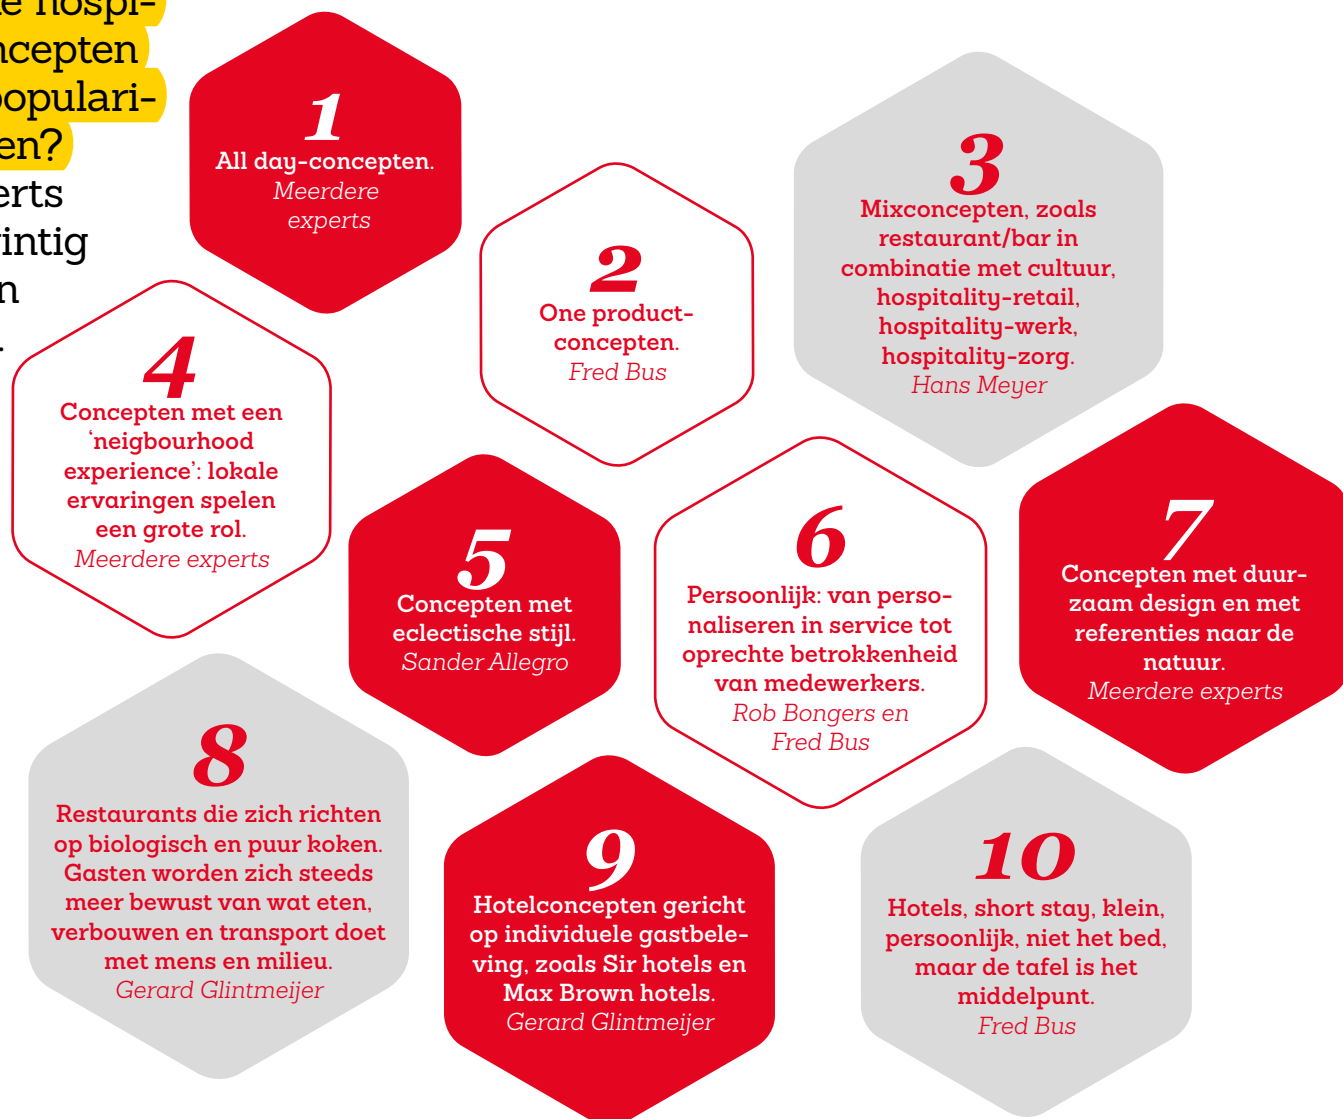 ncepten
populari-
en?
1
All day-concepten.
Meerdere
experts
2
One product-
concepten.
Fred Bus
3
Mixconcepten, zoals
restaurant/bar in
combinatie met cultuur,
hospitality-retail,
hospitality-werk,
hospitality-zorg.
Hans Meyer
4
Concepten met een
‘neigbourhood
experience’: lokale
ervaringen spelen
een grote rol.
Meerdere experts
5
Concepten met
eclectische stijl.
Sander Allegro
6
Persoonlijk: van perso-
naliseren in service tot
oprechte betrokkenheid
van medewerkers.
Rob Bongers en
Fred Bus
7
Concepten met duur-
zaam design en met
referenties naar de
natuur.
Meerdere experts
8
Restaurants die zich richten
op biologisch en puur koken.
Gasten worden zich steeds
meer bewust van wat eten,
verbouwen en transport doet
met mens en milieu.
Gerard Glintmeijer
9
Hotelconcepten gericht
op individuele gastbele-
ving, zoals Sir hotels en
Max Brown hotels.
Gerard Glintmeijer
10
Hotels, short stay, klein,
persoonlijk, niet het bed,
maar de tafel is het
middelpunt.
Fred Bus